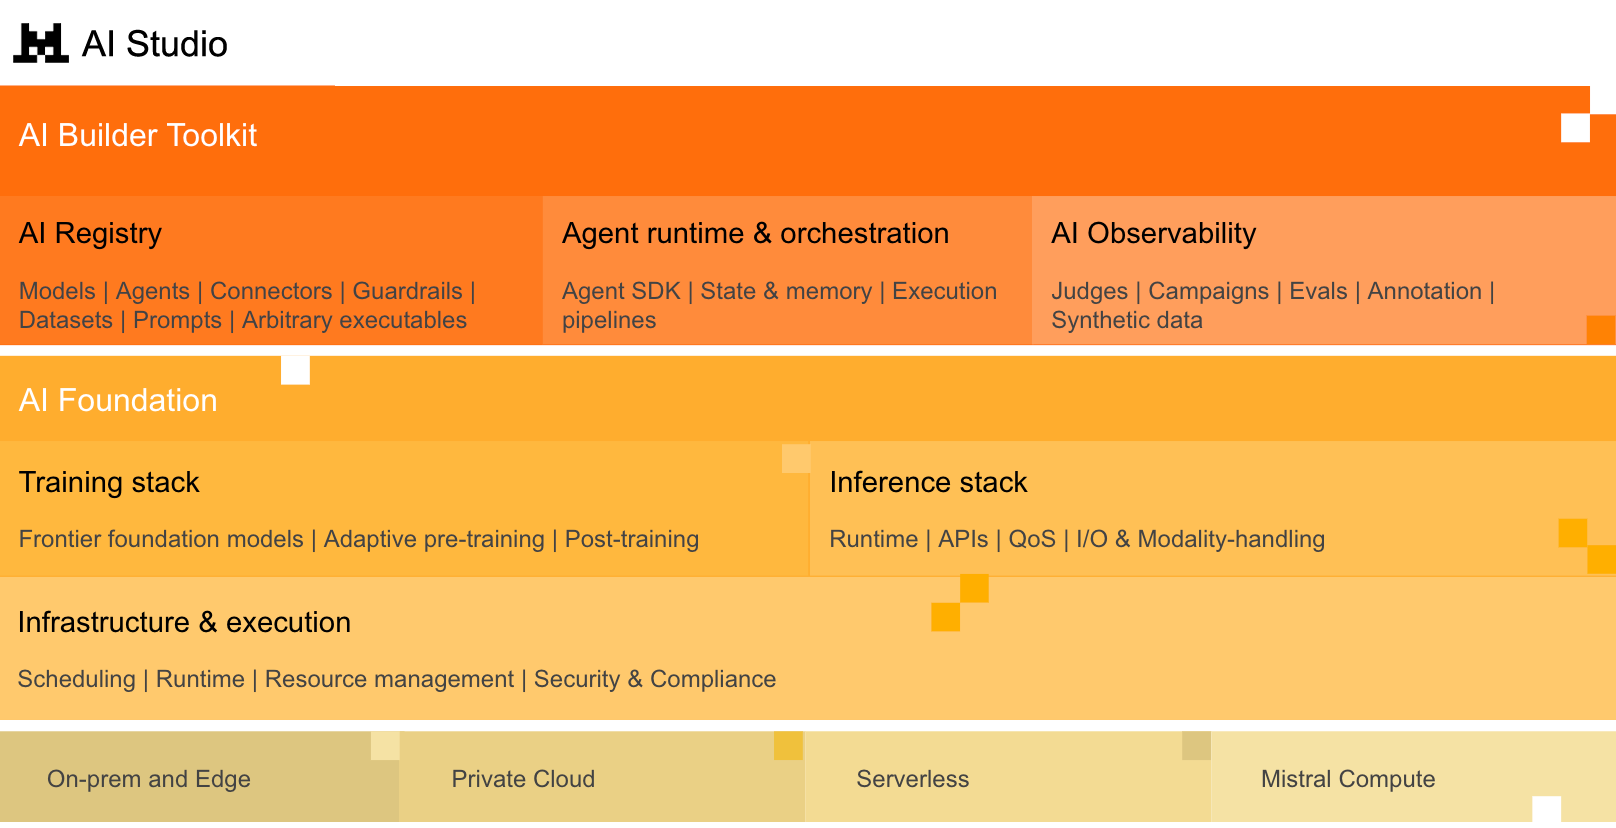 AI Studio
AI Builder Toolkit
AI Registry
Models | Agents | Connectors | Guardrails |
Datasets | Prompts | Arbitrary executables
Agent runtime & orchestration
Agent SDK | State & memory | Execution
pipelines
AI Observability
Judges | Campaigns | Evals | Annotation |
Synthetic data
AI Foundation
Training stack
Frontier foundation models | Adaptive pre-training | Post-training
Inference stack
Runtime | APIs | QoS | I/O & Modality-handling
Infrastructure & execution
Scheduling | Runtime | Resource management | Security & Compliance
On-prem and Edge
Private Cloud
Serverless
Mistral Compute